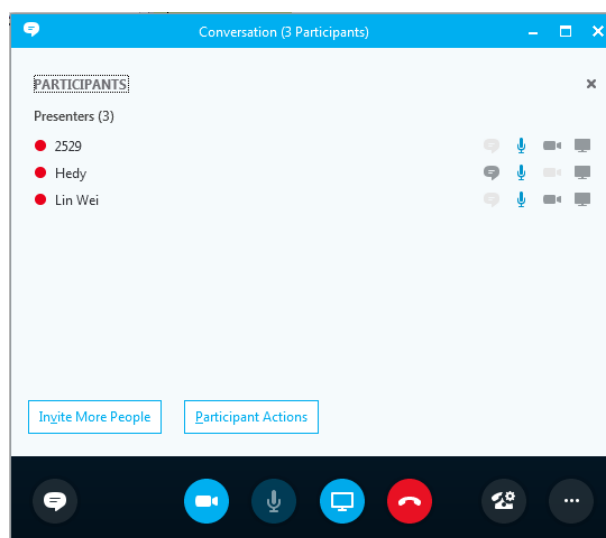 Conversation (3 Participants)
PARTICIPANTS
Presenters (3)
2529
Hedy
Lin Wei
Invite More People
Participant Actions